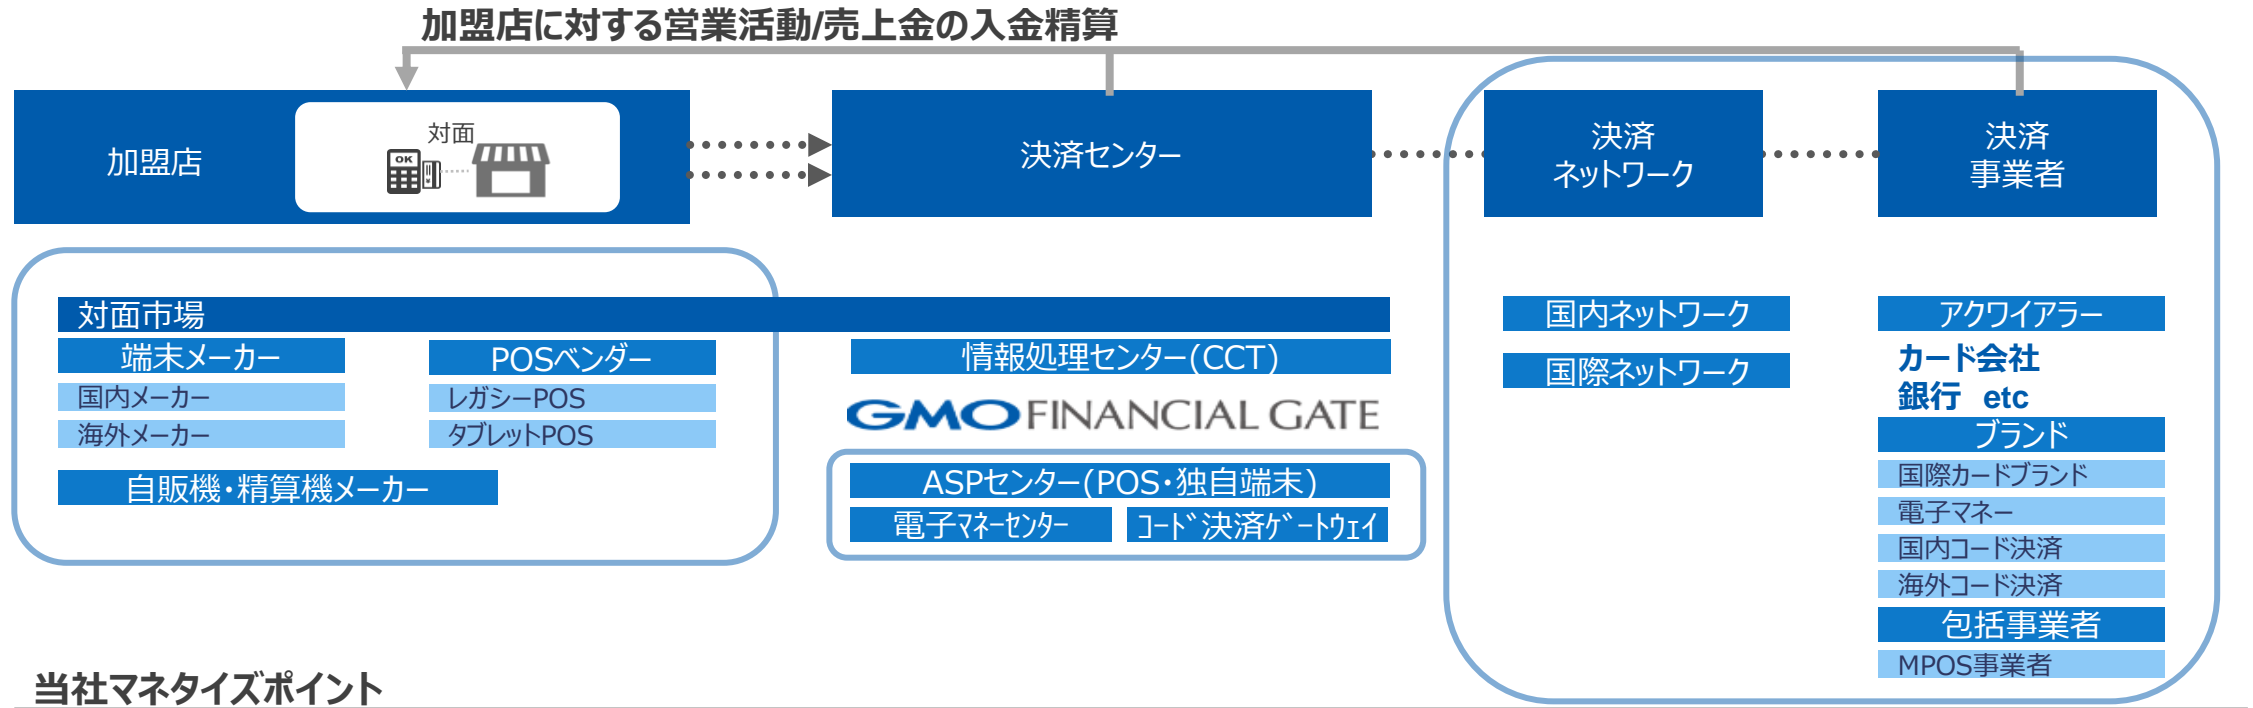 加盟店に対する営業活動/売上金の入金精算
加盟店
対面
OK
決済センター
決済
ネットワーク
決済
事業者
対面市場
端末メーカー
国内メーカー
海外メーカー
POSベンダー
レガシーPOS
タブレットPOS
自販機・精算機メーカー
情報処理センター(CCT)
GMO FINANCIAL GATE
ASPセンター(POS・独自端末)
電子ﾏﾈｰｾﾝﾀｰ
ｺｰﾄﾞ決済ｹﾞｰﾄｳｪｲ
国内ネットワーク
国際ネットワーク
アクワイアラー
カード会社
銀行 etc
ブランド
国際カードブランド
電子マネー
国内コード決済
海外コード決済
包括事業者
MPOS事業者
当社マネタイズポイント